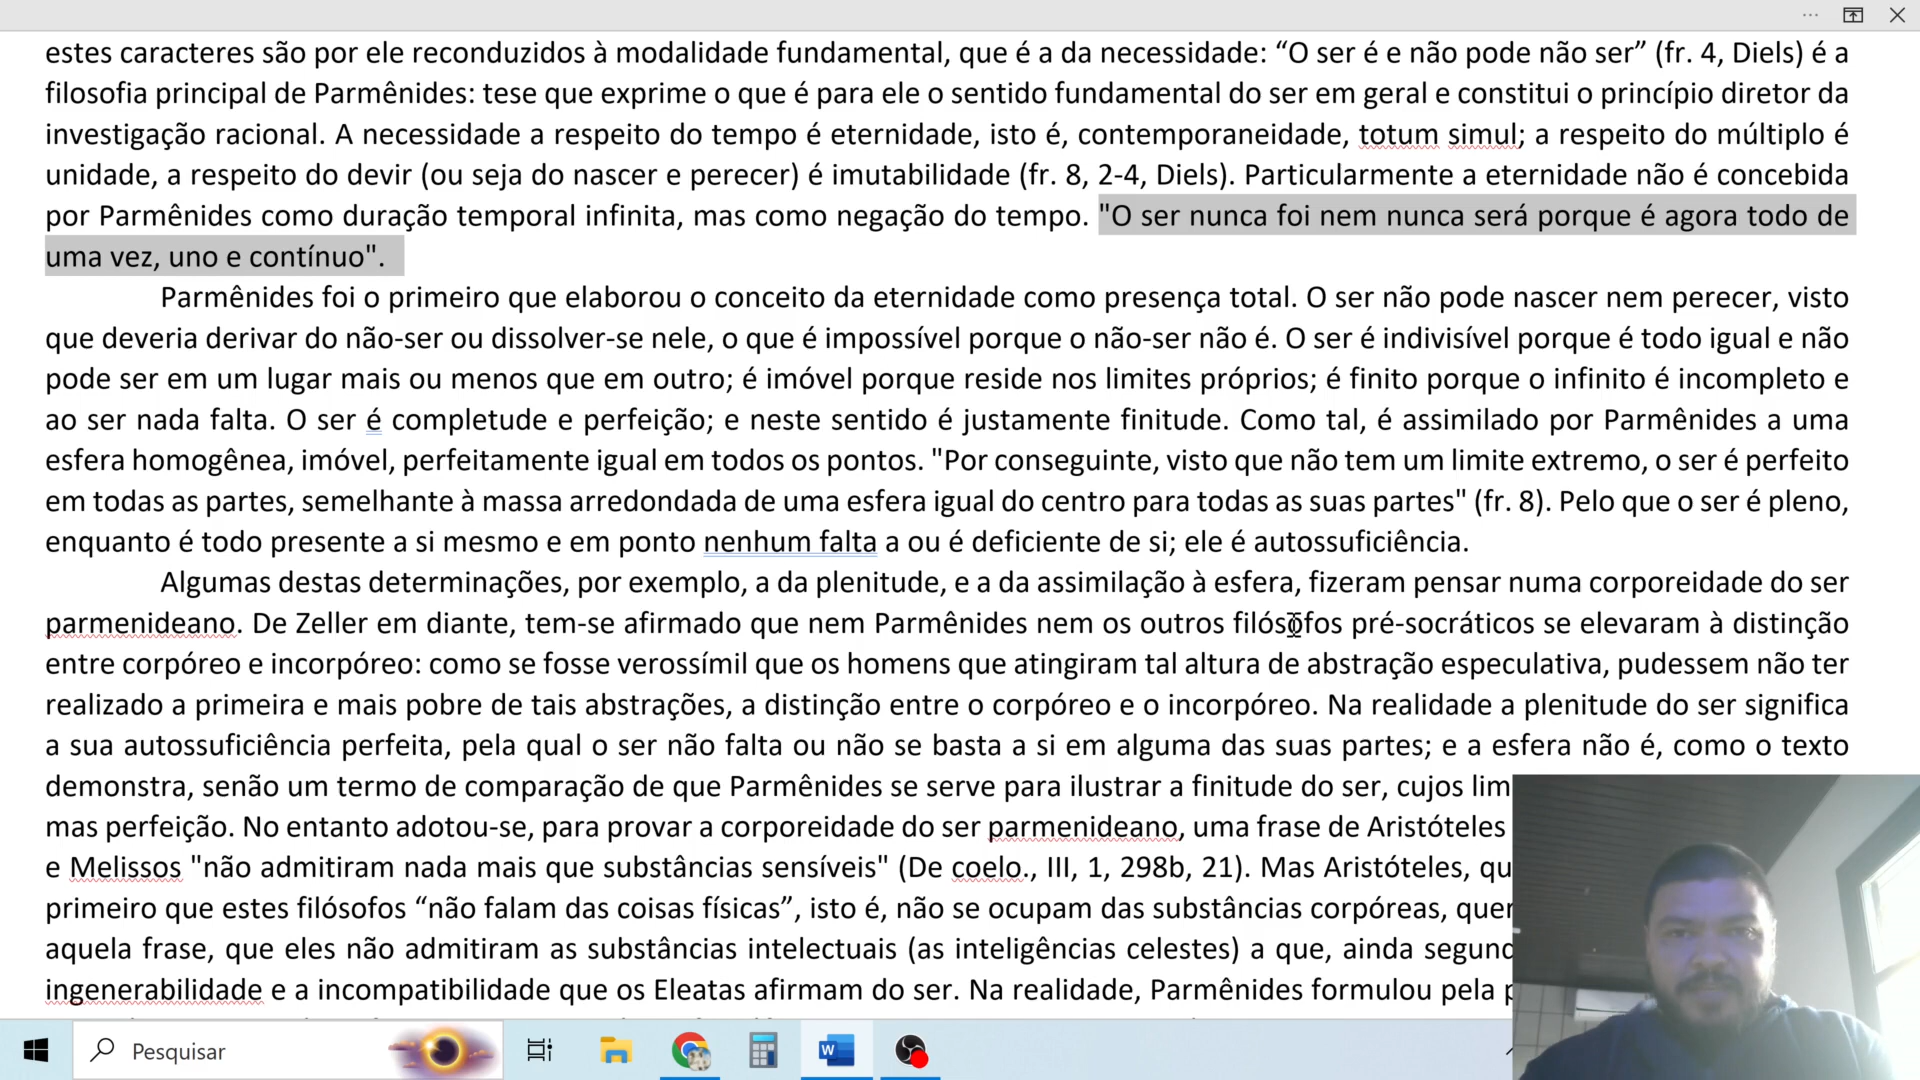 estes caracteres são por ele reconduzidos à modalidade fundamental, que é a da necessidade: “O ser é e não pode não ser” (fr. 4, Diels) é a
filosofia principal de Parmênides: tese que exprime o que é para ele o sentido fundamental do ser em geral e constitui o princípio diretor da
investigação racional. A necessidade a respeito do tempo é eternidade, isto é, contemporaneidade, totum simul; a respeito do múltiplo é
unidade, a respeito do devir (ou seja do nascer e perecer) é imutabilidade (fr. 8, 2-4, Diels). Particularmente a eternidade não é concebida
por Parmênides como duração temporal infinita, mas como negação do tempo. "O ser nunca foi nem nunca será porque é agora todo de
uma vez, uno e contínuo".
Parmênides foi o primeiro que elaborou o conceito da eternidade como presença total. O ser não pode nascer nem perecer, visto
que deveria derivar do não-ser ou dissolver-se nele, o que é impossível porque o não-ser não é. O ser é indivisível porque é todo igual e não
pode ser em um lugar mais ou menos que em outro; é imóvel porque reside nos limites próprios; é finito porque o infinito é incompleto e
ao ser nada falta. O ser é completude e perfeição; e neste sentido é justamente finitude. Como tal, é assimilado por Parmênides a uma
esfera homogênea, imóvel, perfeitamente igual em todos os pontos. "Por conseguinte, visto que não tem um limite extremo, o ser é perfeito
em todas as partes, semelhante à massa arredondada de uma esfera igual do centro para todas as suas partes" (fr. 8). Pelo que o ser é pleno,
enquanto é todo presente a si mesmo e em ponto nenhum falta a ou é deficiente de si; ele é autossuficiência.
Algumas destas determinações, por exemplo, a da plenitude, e a da assimilação à esfera, fizeram pensar numa corporeidade do ser
parmenideano. De Zeller em diante, tem-se afirmado que nem Parmênides nem os outros filósofos pré-socráticos se elevaram à distinção
entre corpóreo e incorpóreo: como se fosse verossímil que os homens que atingiram tal altura de abstração especulativa, pudessem não ter
realizado a primeira e mais pobre de tais abstrações, a distinção entre o corpóreo e o incorpóreo. Na realidade a plenitude do ser significa
a sua autossuficiência perfeita, pela qual o ser não falta ou não se basta a si em alguma das suas partes; e a esfera não é, como o texto
demonstra, senão um termo de comparação de que Parmênides se serve para ilustrar a finitude do ser, cujos lim
mas perfeição. No entanto adotou-se, para provar a corporeidade do ser parmenideano, uma frase de Aristóteles
e Melissos "não admitiram nada mais que substâncias sensíveis" (De coelo., III, 1, 298b, 21). Mas Aristóteles, qu
primeiro que estes filósofos “não falam das coisas físicas”, isto é, não se ocupam das substâncias corpóreas, quer
aquela frase, que eles não admitiram as substâncias intelectuais (as inteligências celestes) a que, ainda segund
ingenerabilidade e a incompatibilidade que os Eleatas afirmam do ser. Na realidade, Parmênides formulou pela p
Pesquisar